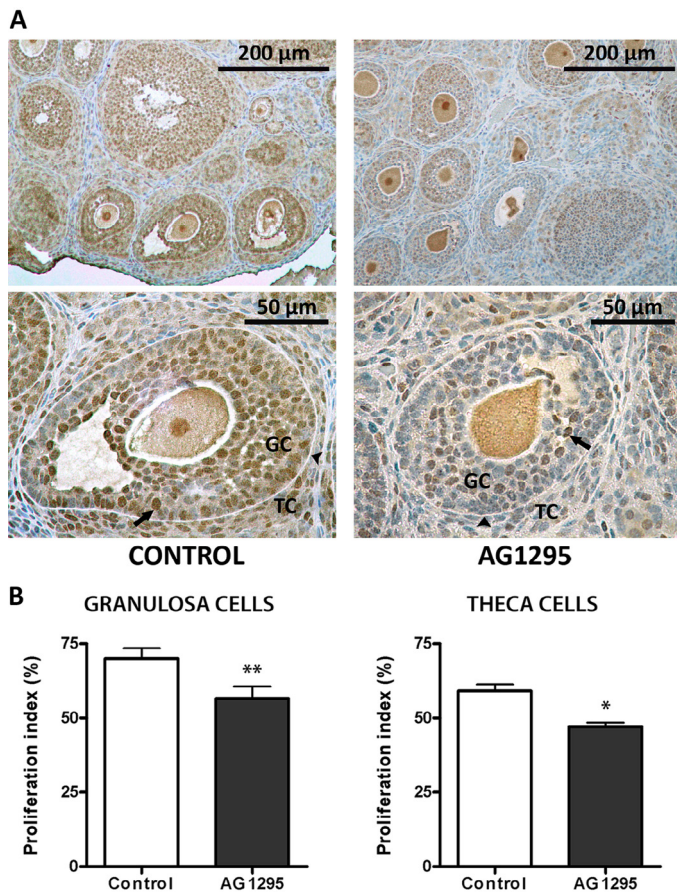 A
200 µm
200 µm
50 µm
50 µm
GC
TC
GC
TC
CONTROL
AG1295
B
GRANULOSA CELLS
THECA CELLS
Proliferation index (%)
75
50
25
0
**
Control
AG1295
Proliferation index (%)
75
50
25
0
*
Control
AG1295